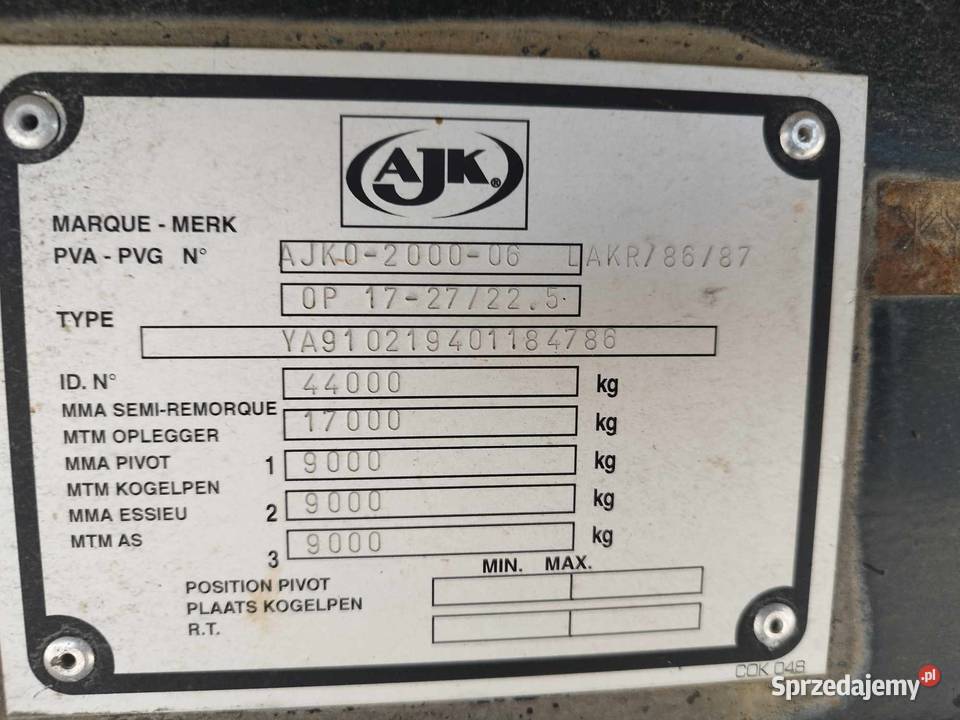 AJK®
MARQUE - MERK
PVA - PVG N° AJK0-2000-06 LAKR/86/87
OP 17-27/22.5
TYPE
YA910219401184786
ID. N° 44000 kg
MMA SEMI-REMORQUE
MTM OPLEGGER 17000 kg
MMA PIVOT 1 9000 kg
MTM KOGELPEN
MMA ESSIEU 2 9000 kg
MTM AS
3 9000 kg
MIN. MAX.
POSITION PIVOT
PLAATS KOGELPEN
R.T.
COK 048
Sprzedajemy.pl